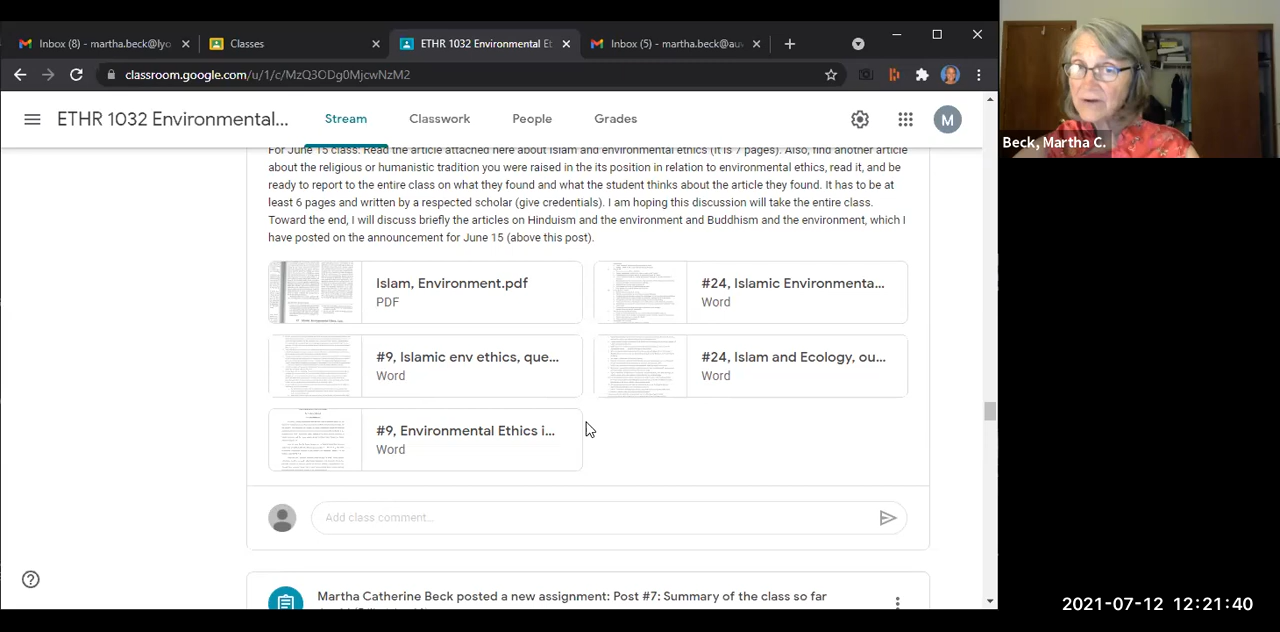 Inbox (8) - martha.beck@lyo
Classes
ETHR 1032 Environmental Et
Inbox (5) - martha.beck@au
classroom.google.com/u/1/c/MzQ3ODg0MjcwNzM2
ETHR 1032 Environmental...
Stream
Classwork
People
Grades
M
For June 15 class: Read the article attached here about Islam and environmental ethics (it is 7 pages). Also, find another article
about the religious or humanistic tradition you were raised in the its position in relation to environmental ethics, read it, and be
ready to report to the entire class on what they found and what the student thinks about the article they found. It has to be at
least 6 pages and written by a respected scholar (give credentials). I am hoping this discussion will take the entire class.
Toward the end, I will discuss briefly the articles on Hinduism and the environment and Buddhism and the environment, which I
have posted on the announcement for June 15 (above this post).
Islam, Environment.pdf
PDF
#24, Islamic Environmenta...
Word
#9, Islamic env. ethics, que...
Word
#24, Islam and Ecology, ou...
Word
#9, Environmental Ethics i...
Word
Add class comment...
Martha Catherine Beck posted a new assignment: Post #7: Summary of the class so far
Beck, Martha C.
2021-07-12 12:21:40